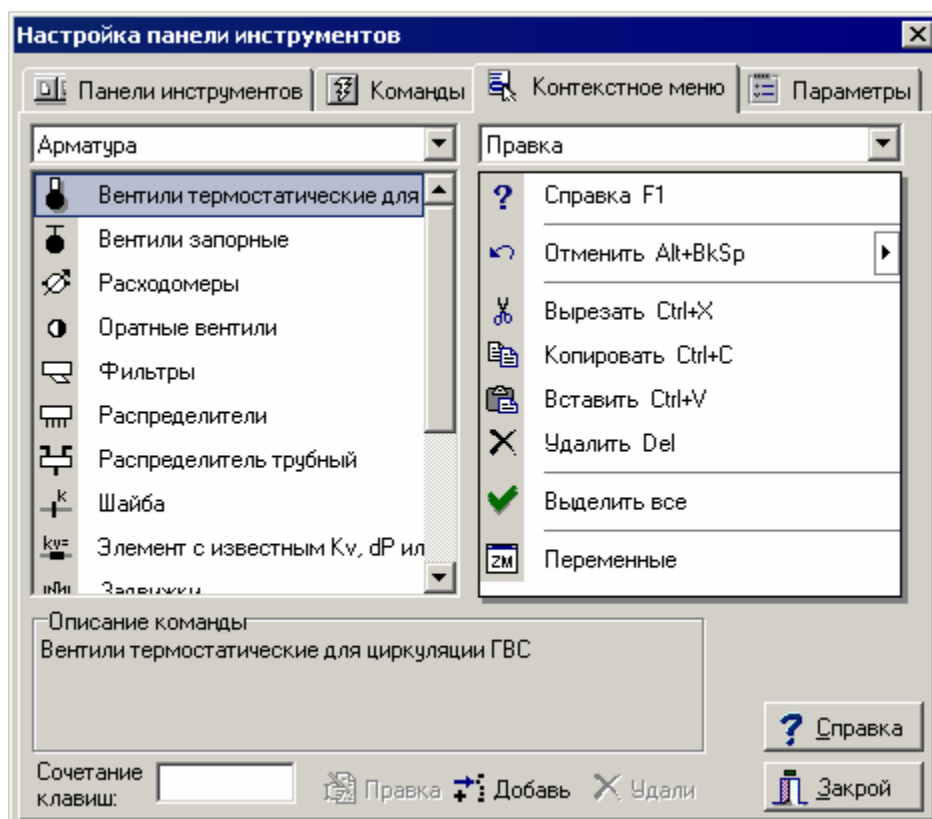 Настройка панели инструментов
Панели инструментов Команды Контекстное меню Параметры
Арматура
Вентили термостатические для
Вентили запорные
Расходомеры
Оратные вентили
Фильтры
Распределители
Распределитель трубный
k Шайба
kv= Элемент с известным Kv, dP ил
Задвижки
Правка
? Справка F1
Отменить Alt+BkSp
Вырезать Ctrl+X
Копировать Ctrl+C
Вставить Ctrl+V
Удалить Del
Выделить все
ZM Переменные
Описание команды
Вентили термостатические для циркуляции ГВС
? Справка
Сочетание
клавиш:
Правка Добавь Удали
Закрой